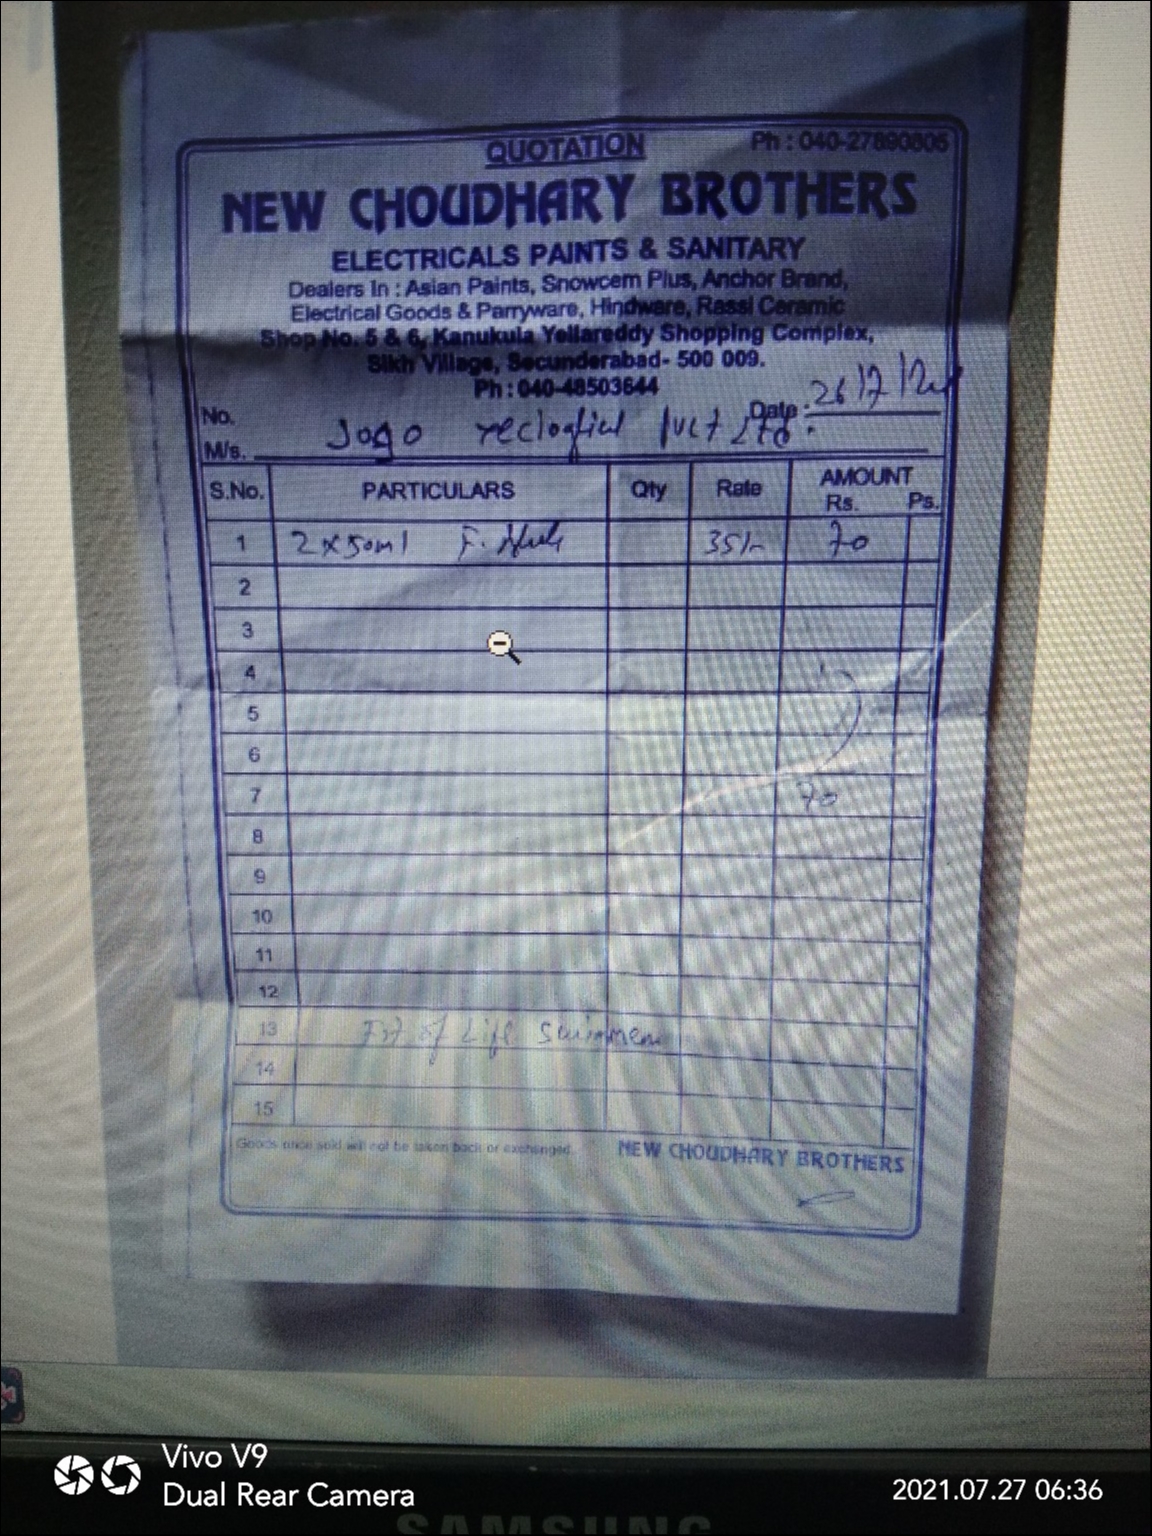 QUOTATION
Ph : 040-27890805
NEW CHOUDHARY BROTHERS
ELECTRICALS PAINTS & SANITARY
Dealers In : Asian Paints, Snowcem Plus, Anchor Brand,
Electrical Goods & Parryware, Hindware, Rassi Ceramic
Shop No. 5 & 6, Kanukula Yellareddy Shopping Complex,
Sikh Village, Secunderabad- 500 009.
Ph : 040-48503644
No.
Date : 26/7/
M/s. Jogo
S.No. PARTICULARS Qty Rate AMOUNT
Rs. Ps.
1 2x50ml F. 35/- 70
2
3
4
5
6
7 70
8
9
10
11
12
13 of Life
14
15
Goods once sold will not be taken back or exchanged.
NEW CHOUDHARY BROTHERS
Vivo V9
Dual Rear Camera
2021.07.27 06:36
SAMSUNG